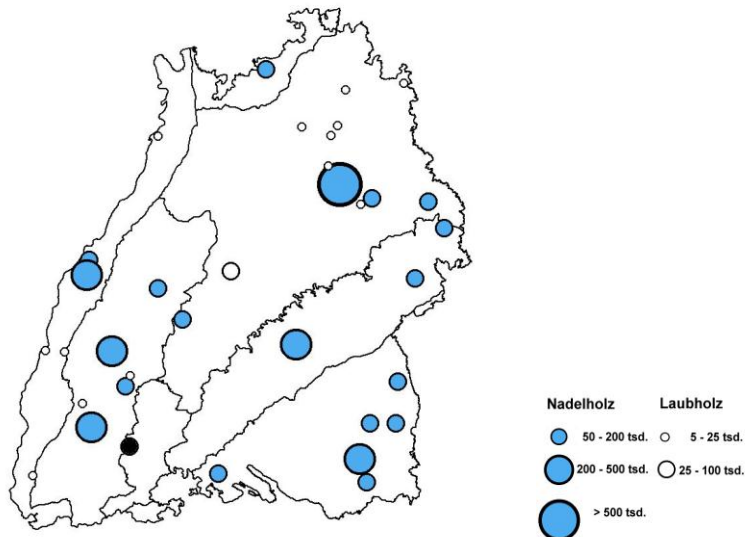 Nadelholz Laubholz
50 - 200 tsd. 5 - 25 tsd.
200 - 500 tsd. 25 - 100 tsd.
> 500 tsd.